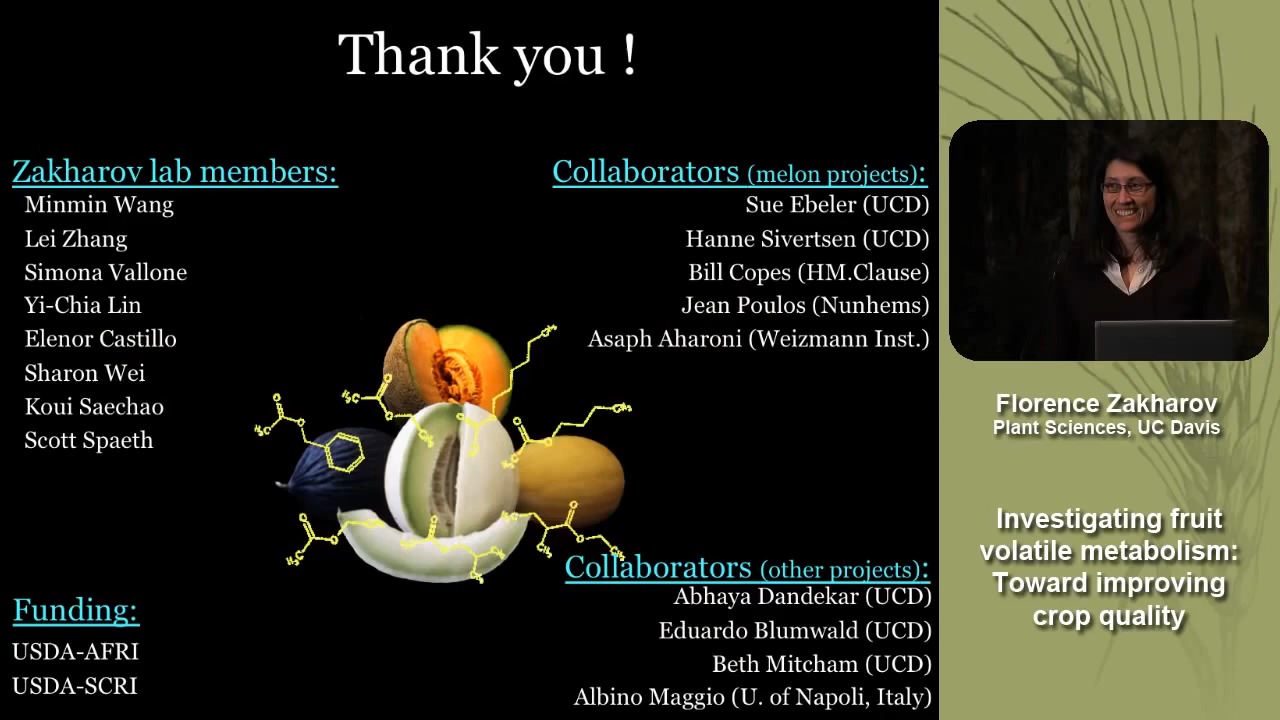 Thank you !
Zakharov lab members:
Minmin Wang
Lei Zhang
Simona Vallone
Yi-Chia Lin
Elenor Castillo
Sharon Wei
Koui Saechao
Scott Spaeth
Funding:
USDA-AFRI
USDA-SCRI
Collaborators (melon projects):
Sue Ebeler (UCD)
Hanne Sivertsen (UCD)
Bill Copes (HM.Clause)
Jean Poulos (Nunhems)
Asaph Aharoni (Weizmann Inst.)
Collaborators (other projects):
Abhaya Dandekar (UCD)
Eduardo Blumwald (UCD)
Beth Mitcham (UCD)
Albino Maggio (U. of Napoli, Italy)
Florence Zakharov
Plant Sciences, UC Davis
Investigating fruit
volatile metabolism:
Toward improving
crop quality